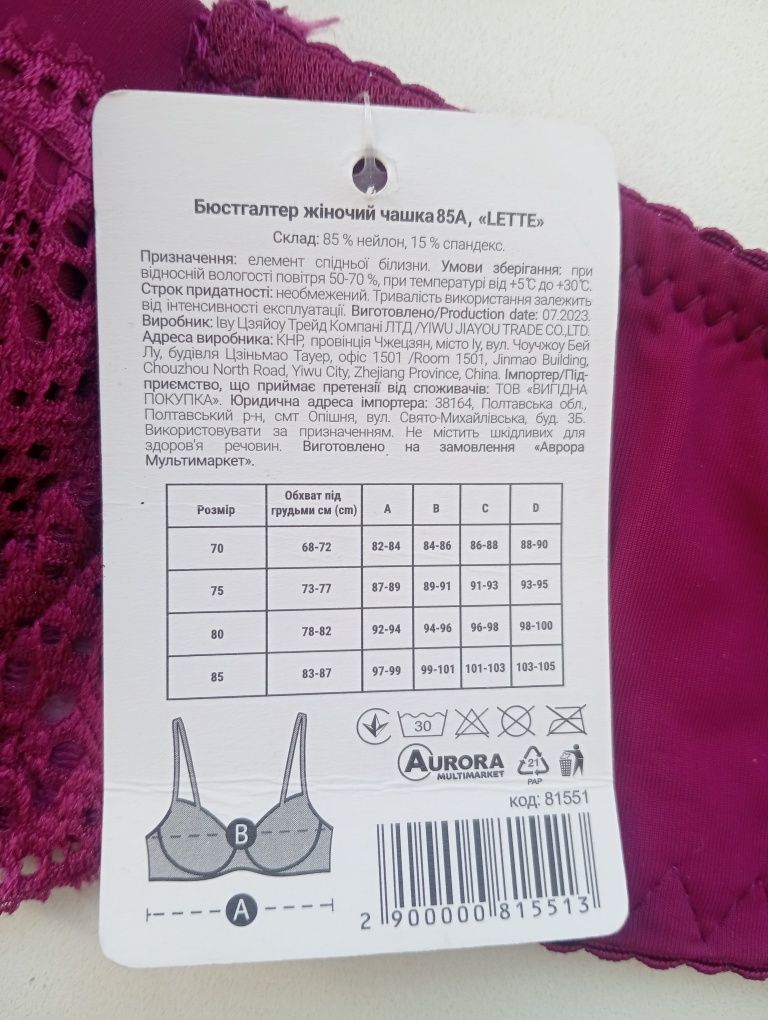 Бюстгалтер жіночий чашка 85А, «LETTE»
Склад: 85 % нейлон, 15 % спандекс.
Призначення: елемент спідньої білизни. Умови зберігання: при
відносній вологості повітря 50-70 %, при температурі від +5℃ до +30℃.
Строк придатності: необмежений. Тривалість використання залежить
від інтенсивності експлуатації. Виготовлено/Production date: 07.2023.
Виробник: Іву Цзяйоу Трейд Компані ЛТД /YIWU JIAYOU TRADE CO.,LTD.
Адреса виробника: КНР, провінція Чжецзян, місто Іу, вул. Чоучжоу Бей
Лу, будівля Цзіньмао Тауер, офіс 1501 /Room 1501, Jinmao Building,
Chouzhou North Road, Yiwu City, Zhejiang Province, China. Імпортер/Під-
приємство, що приймає претензії від споживачів: ТОВ «ВИГІДНА
ПОКУПКА». Юридична адреса імпортера: 38164, Полтавська обл.,
Полтавський р-н, смт Опішня, вул. Свято-Михайлівська, буд. 3Б.
Використовувати за призначенням. Не містить шкідливих для
здоров'я речовин. Виготовлено на замовлення «Аврора
Мультимаркет».
Розмір Обхват під грудьми см (cm) A B C D
70 68-72 82-84 84-86 86-88 88-90
75 73-77 87-89 89-91 91-93 93-95
80 78-82 92-94 94-96 96-98 98-100
85 83-87 97-99 99-101 101-103 103-105
30
AURORA
MULTIMARKET
21
PAP
код: 81551
B
A
2 900000 815513